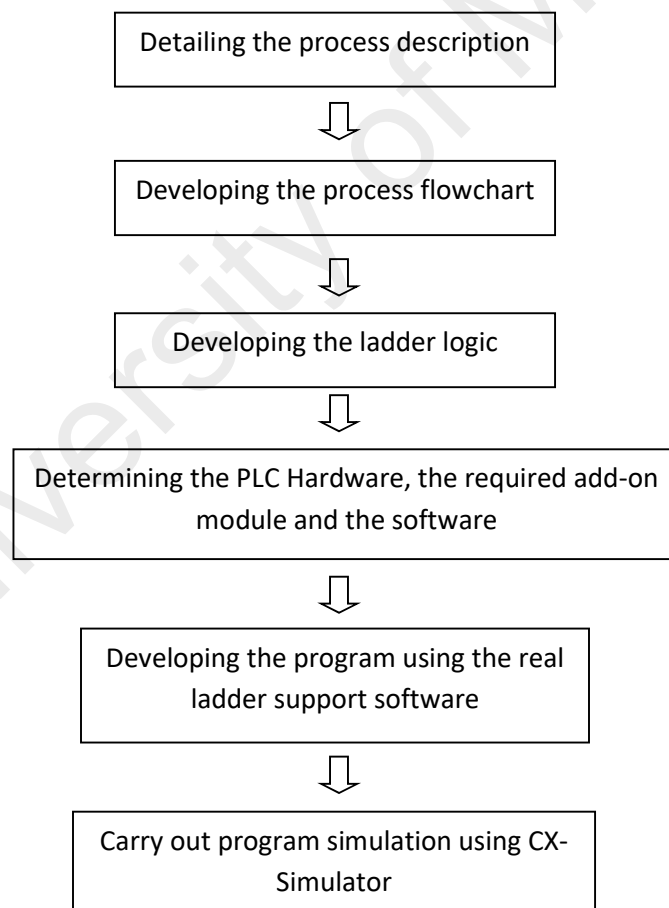 Detailing the process description
Developing the process flowchart
Developing the ladder logic
Determining the PLC Hardware, the required add-on
module and the software
Developing the program using the real
ladder support software
Carry out program simulation using CX-
Simulator
versity of M